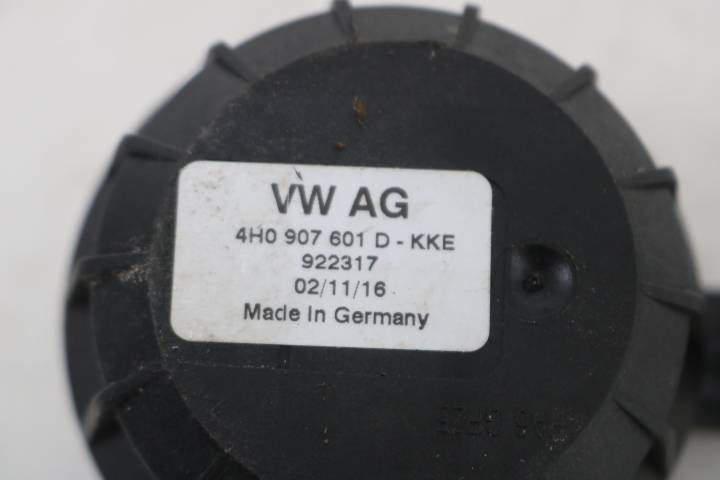 VW AG
4H0 907 601 D - KKE
922317
02/11/16
Made In Germany